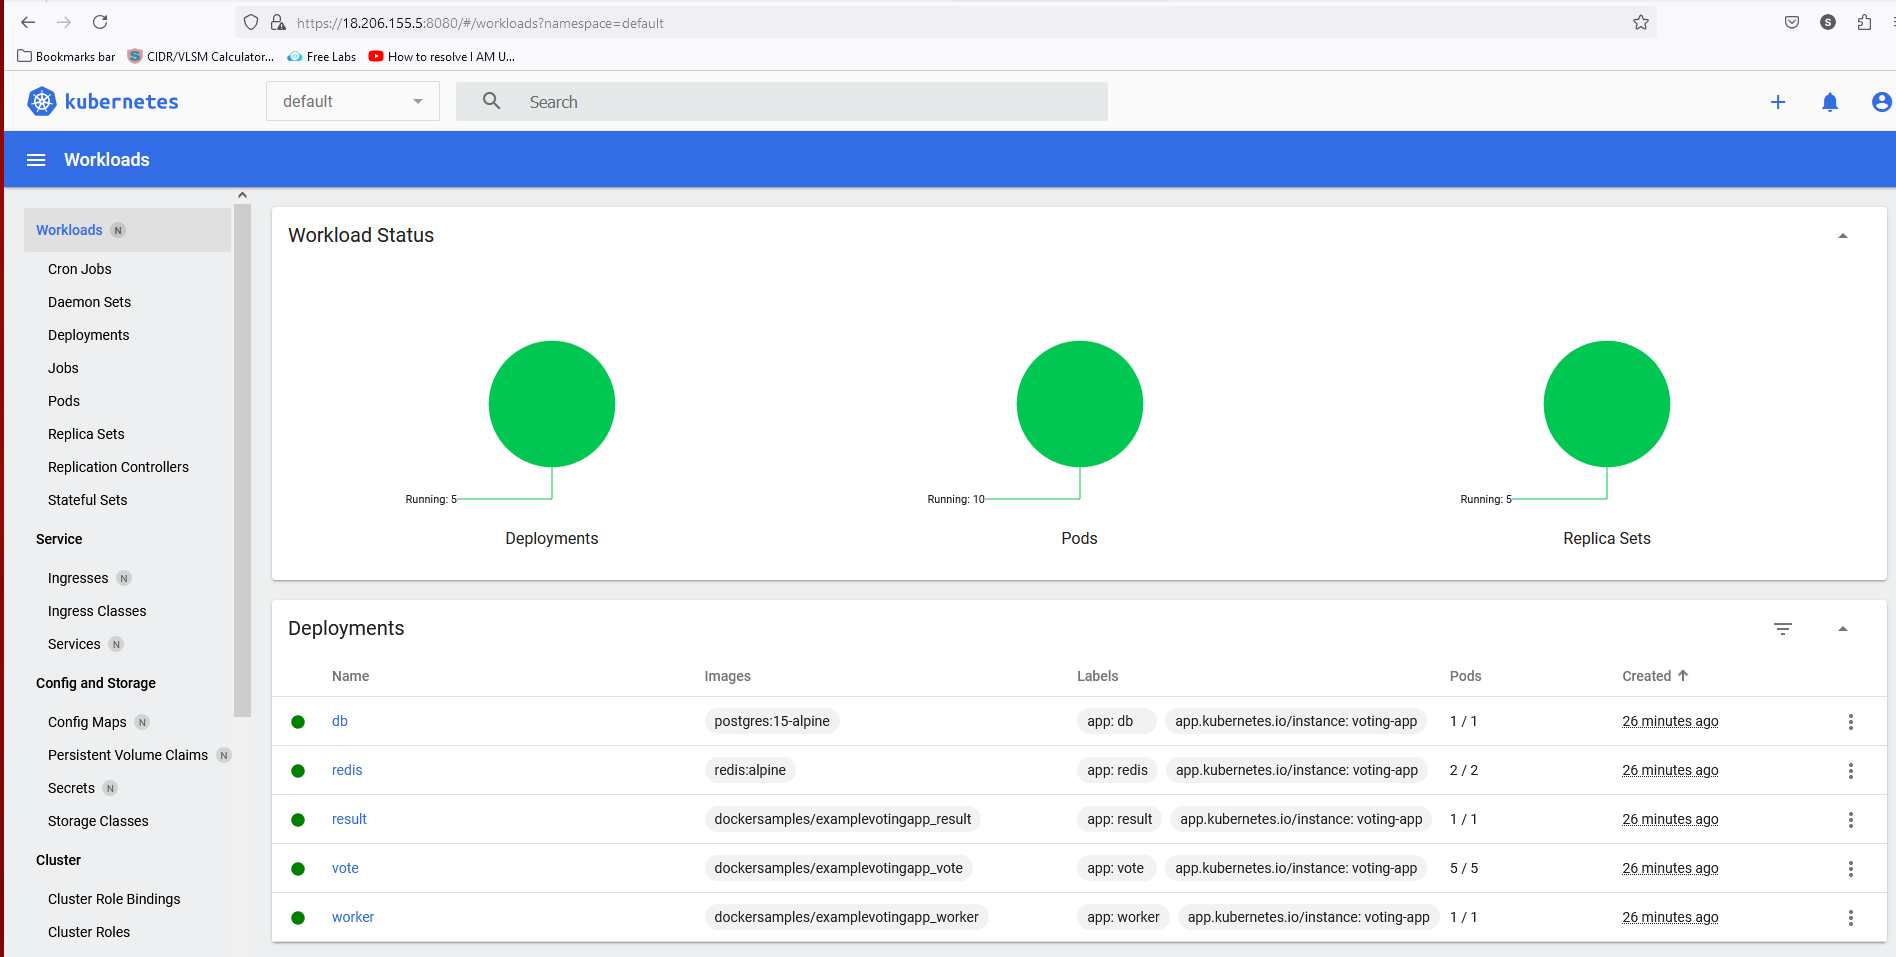 https://18.206.155.5:8080/#/workloads?namespace=default
S
Bookmarks bar
CIDR/VLSM Calculator...
Free Labs
How to resolve I AM U...
kubernetes
default
Search
Workloads
Workloads N
Cron Jobs
Daemon Sets
Deployments
Jobs
Pods
Replica Sets
Replication Controllers
Stateful Sets
Service
Ingresses N
Ingress Classes
Services N
Config and Storage
Config Maps N
Persistent Volume Claims N
Secrets N
Storage Classes
Cluster
Cluster Role Bindings
Cluster Roles
Workload Status
Running: 5
Deployments
Running: 10
Pods
Running: 5
Replica Sets
Deployments
Name Images Labels Pods Created
db postgres:15-alpine app: db app.kubernetes.io/instance: voting-app 1 / 1 26 minutes ago
redis redis:alpine app: redis app.kubernetes.io/instance: voting-app 2 / 2 26 minutes ago
result dockersamples/examplevotingapp_result app: result app.kubernetes.io/instance: voting-app 1 / 1 26 minutes ago
vote dockersamples/examplevotingapp_vote app: vote app.kubernetes.io/instance: voting-app 5 / 5 26 minutes ago
worker dockersamples/examplevotingapp_worker app: worker app.kubernetes.io/instance: voting-app 1 / 1 26 minutes ago